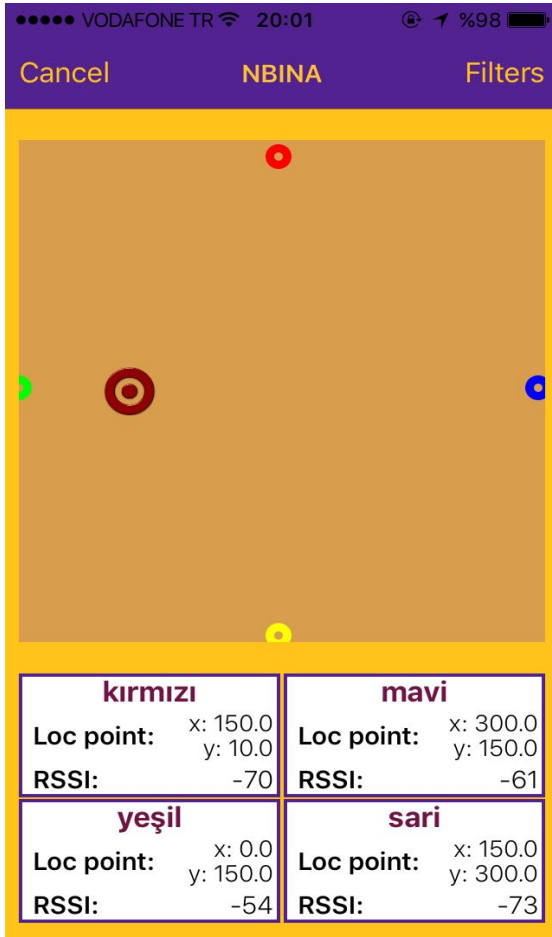 VODAFONE TR 20:01 %98
Cancel NBINA Filters
kırmızı
Loc point: x: 150.0
y: 10.0
RSSI: -70
mavi
Loc point: x: 300.0
y: 150.0
RSSI: -61
yeşil
Loc point: x: 0.0
y: 150.0
RSSI: -54
sari
Loc point: x: 150.0
y: 300.0
RSSI: -73